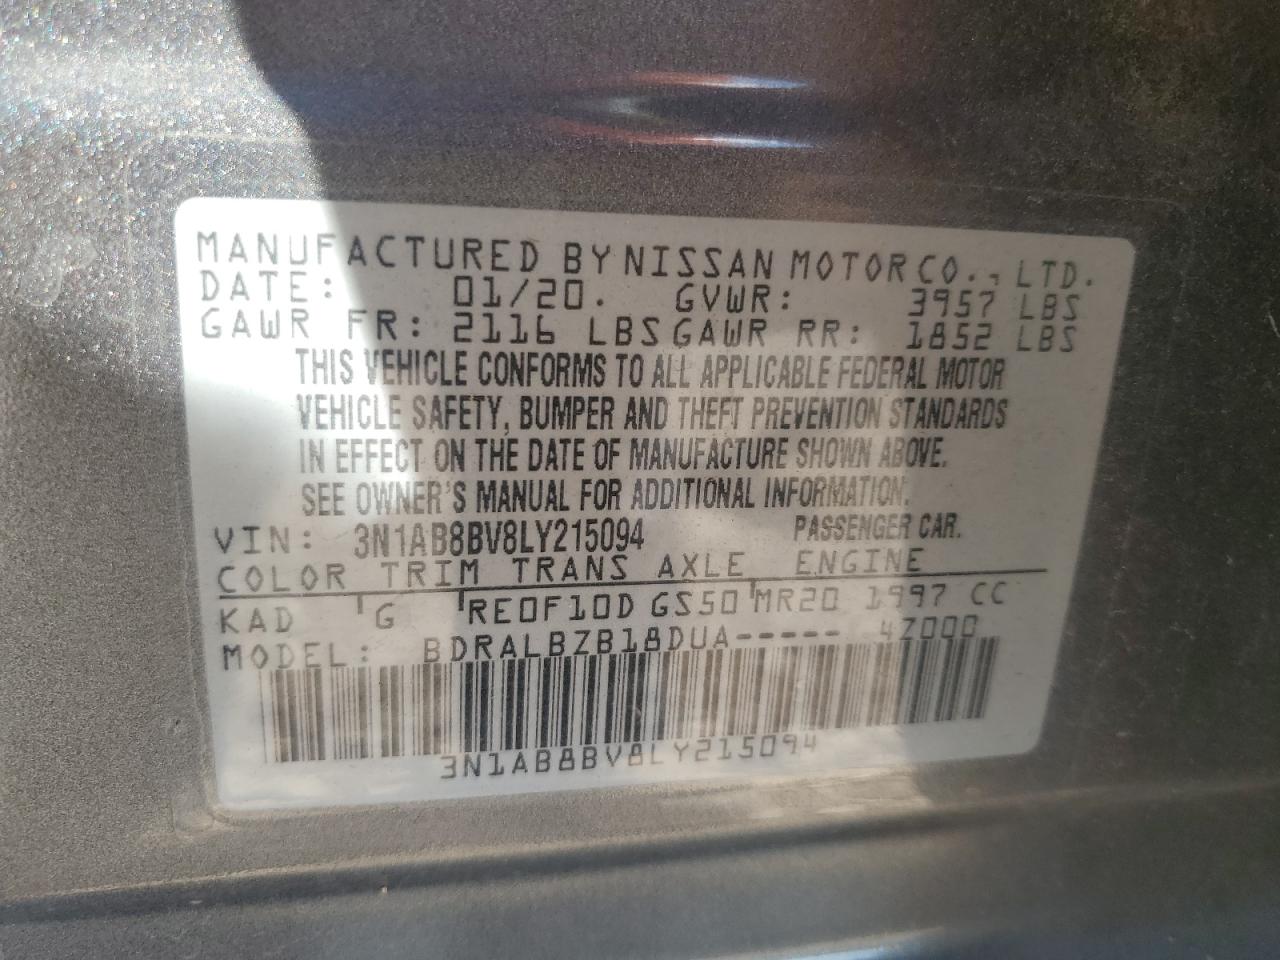 MANUFACTURED BY NISSAN MOTOR CO., LTD.
DATE: 01/20. GVWR: 3957 LBS
GAWR FR: 2116 LBS GAWR RR: 1852 LBS
THIS VEHICLE CONFORMS TO ALL APPLICABLE FEDERAL MOTOR
VEHICLE SAFETY, BUMPER AND THEFT PREVENTION STANDARDS
IN EFFECT ON THE DATE OF MANUFACTURE SHOWN ABOVE.
SEE OWNER'S MANUAL FOR ADDITIONAL INFORMATION.
VIN: 3N1AB8BV8LY215094 PASSENGER CAR.
COLOR TRIM TRANS AXLE ENGINE
KAD G RE0F10D GS50 MR20 1997 CC
MODEL: BDRALBZB18DUA----- 4Z000
3N1AB8BV8LY215094